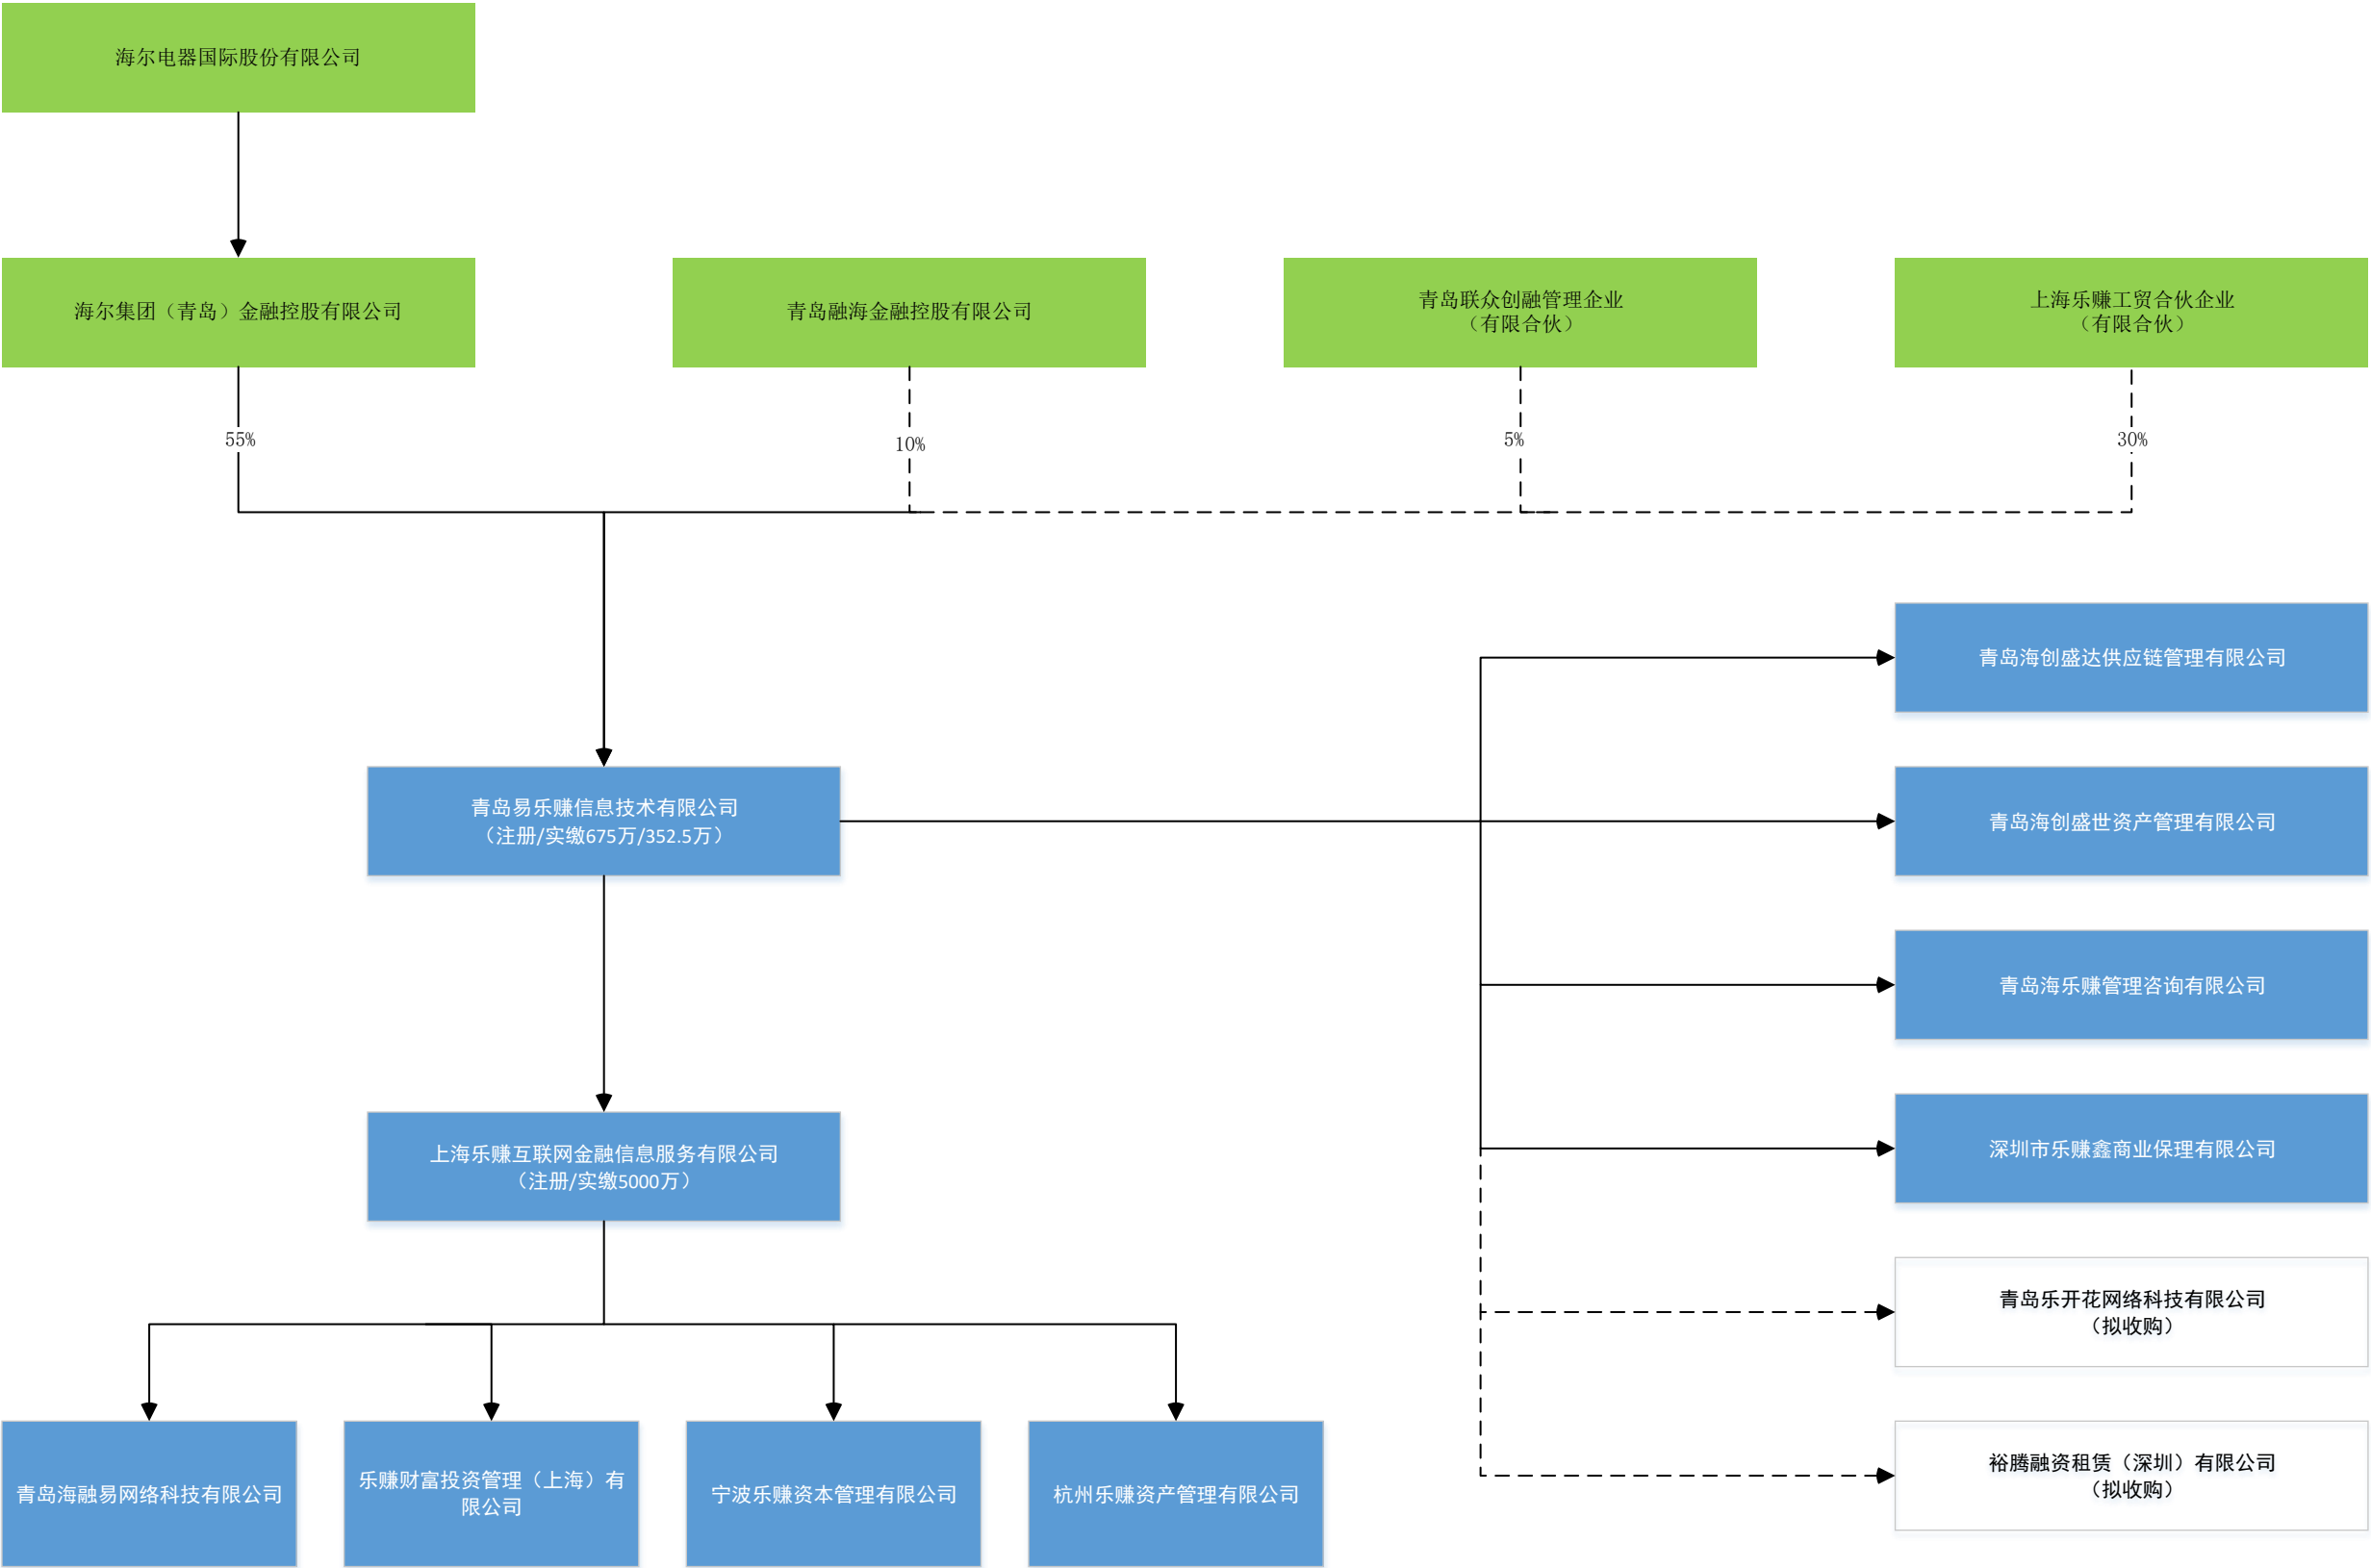 海尔电器国际股份有限公司
海尔集团（青岛）金融控股有限公司
青岛融海金融控股有限公司
青岛联众创融管理企业
（有限合伙）
上海乐赚工贸合伙企业
（有限合伙）
55%
10%
5%
30%
青岛海创盛达供应链管理有限公司
青岛易乐赚信息技术有限公司
（注册/实缴675万/352.5万）
青岛海创盛世资产管理有限公司
青岛海乐赚管理咨询有限公司
上海乐赚互联网金融信息服务有限公司
（注册/实缴5000万）
深圳市乐赚鑫商业保理有限公司
青岛乐开花网络科技有限公司
（拟收购）
裕腾融资租赁（深圳）有限公司
（拟收购）
青岛海融易网络科技有限公司
乐赚财富投资管理（上海）有
限公司
宁波乐赚资本管理有限公司
杭州乐赚资产管理有限公司